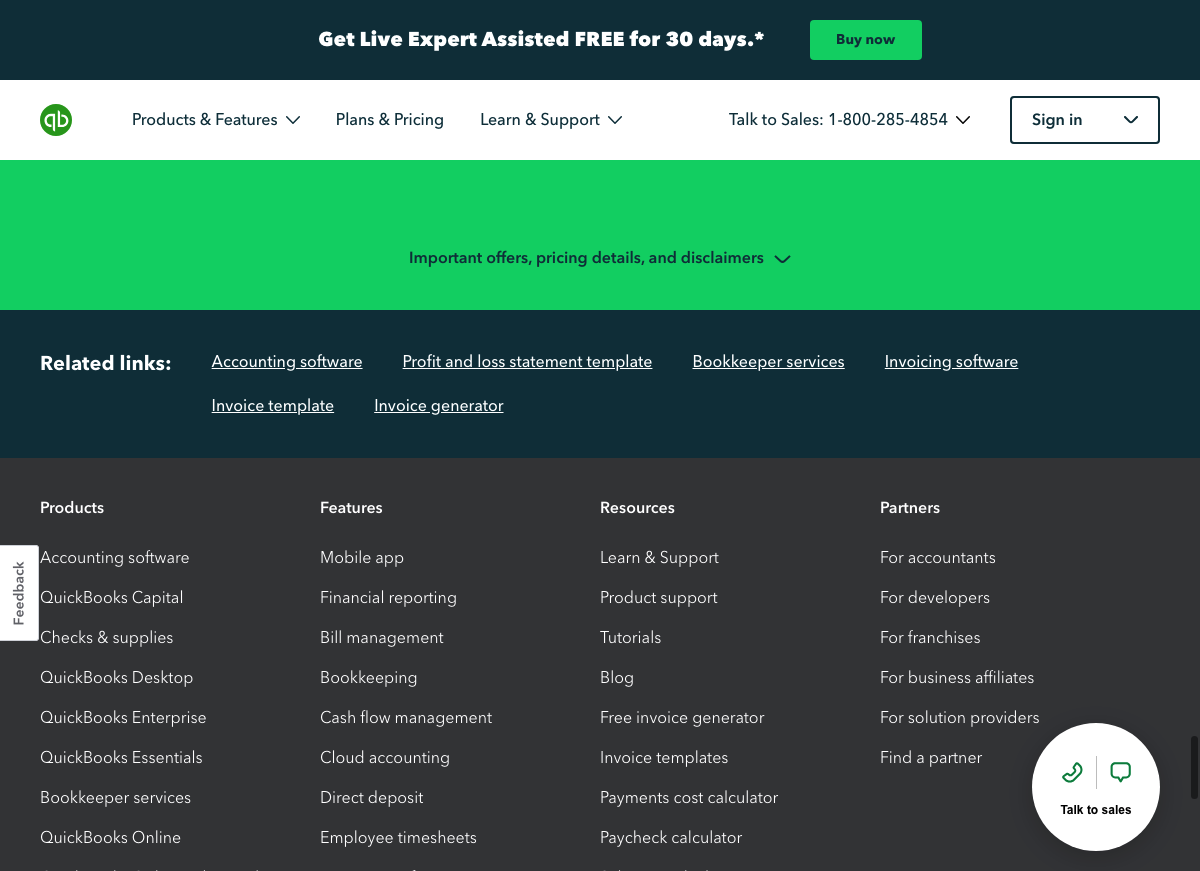 Get Live Expert Assisted FREE for 30 days.*
Buy now
qb
Products & Features
Plans & Pricing
Learn & Support
Talk to Sales: 1-800-285-4854
Sign in
Important offers, pricing details, and disclaimers
Related links:
Accounting software
Profit and loss statement template
Bookkeeper services
Invoicing software
Invoice template
Invoice generator
Feedback
Products
Accounting software
QuickBooks Capital
Checks & supplies
QuickBooks Desktop
QuickBooks Enterprise
QuickBooks Essentials
Bookkeeper services
QuickBooks Online
Features
Mobile app
Financial reporting
Bill management
Bookkeeping
Cash flow management
Cloud accounting
Direct deposit
Employee timesheets
Resources
Learn & Support
Product support
Tutorials
Blog
Free invoice generator
Invoice templates
Payments cost calculator
Paycheck calculator
Partners
For accountants
For developers
For franchises
For business affiliates
For solution providers
Find a partner
Talk to sales